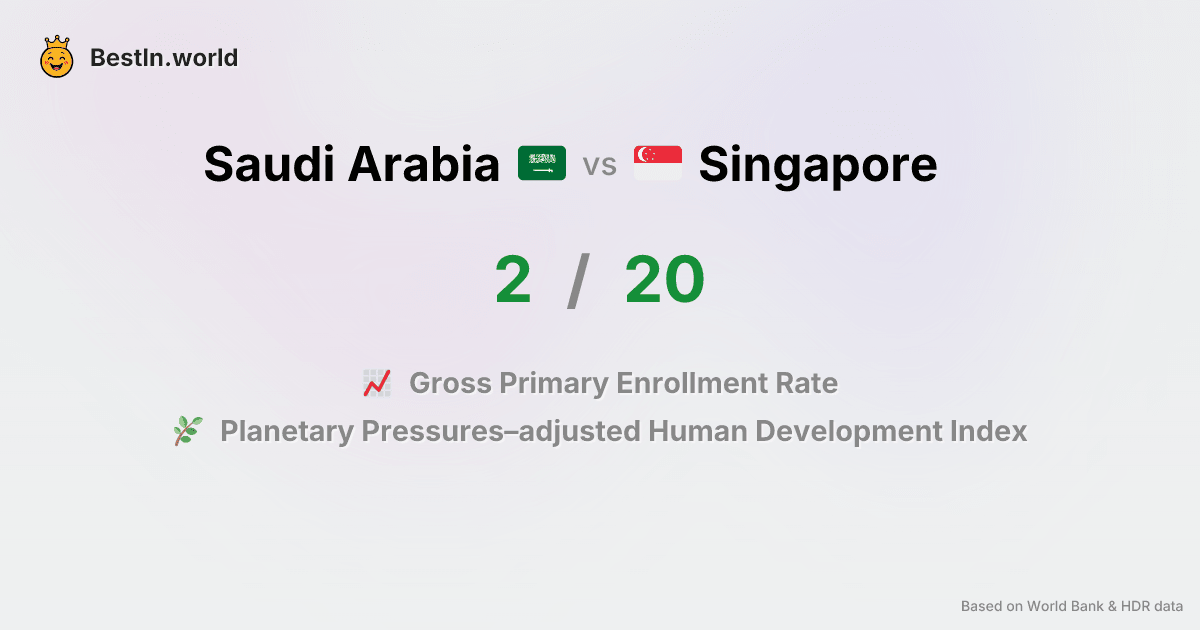 BestIn.world
Saudi Arabia vs Singapore
2 / 20
Gross Primary Enrollment Rate
Planetary Pressures–adjusted Human Development Index
Based on World Bank & HDR data